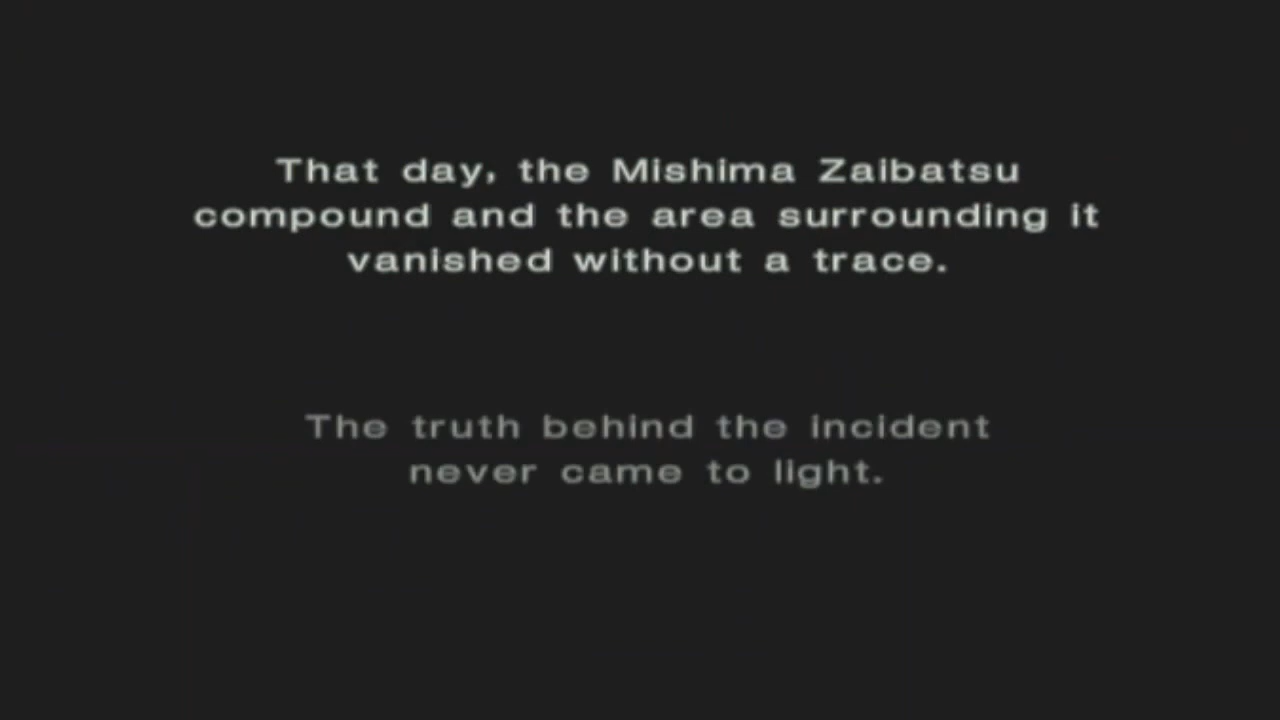 That day, the Mishima Zaibatsu
compound and the area surrounding it
vanished without a trace.
The truth behind the incident
never came to light.